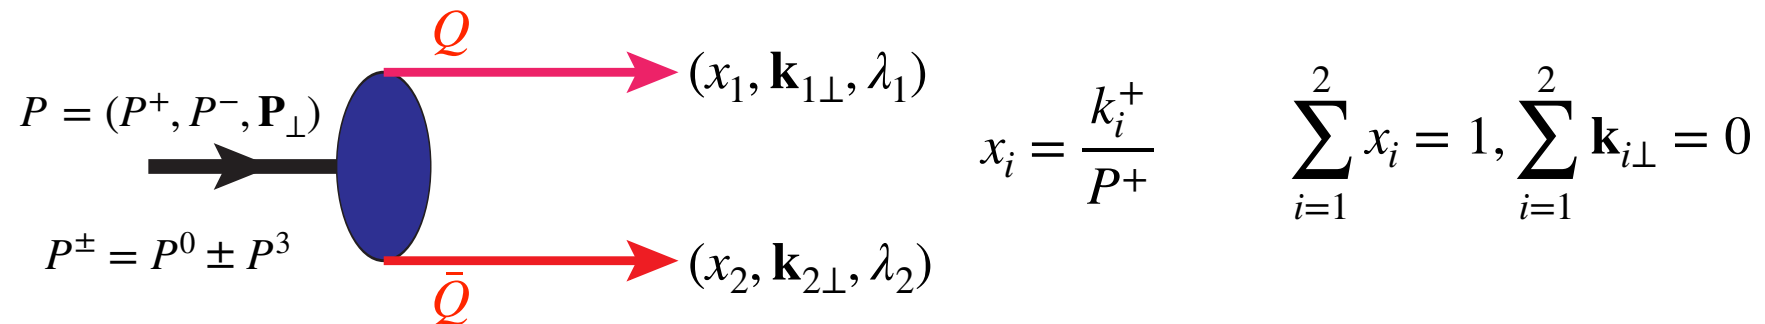 Q
P = (P⁺, P⁻, 𝐏⊥)
(x₁, 𝐤₁⊥, λ₁)
P± = P⁰ ± P³
Q̄
(x₂, 𝐤₂⊥, λ₂)
xᵢ = kᵢ⁺ / P⁺
∑ᵢ₌₁² xᵢ = 1, ∑ᵢ₌₁² 𝐤ᵢ⊥ = 0